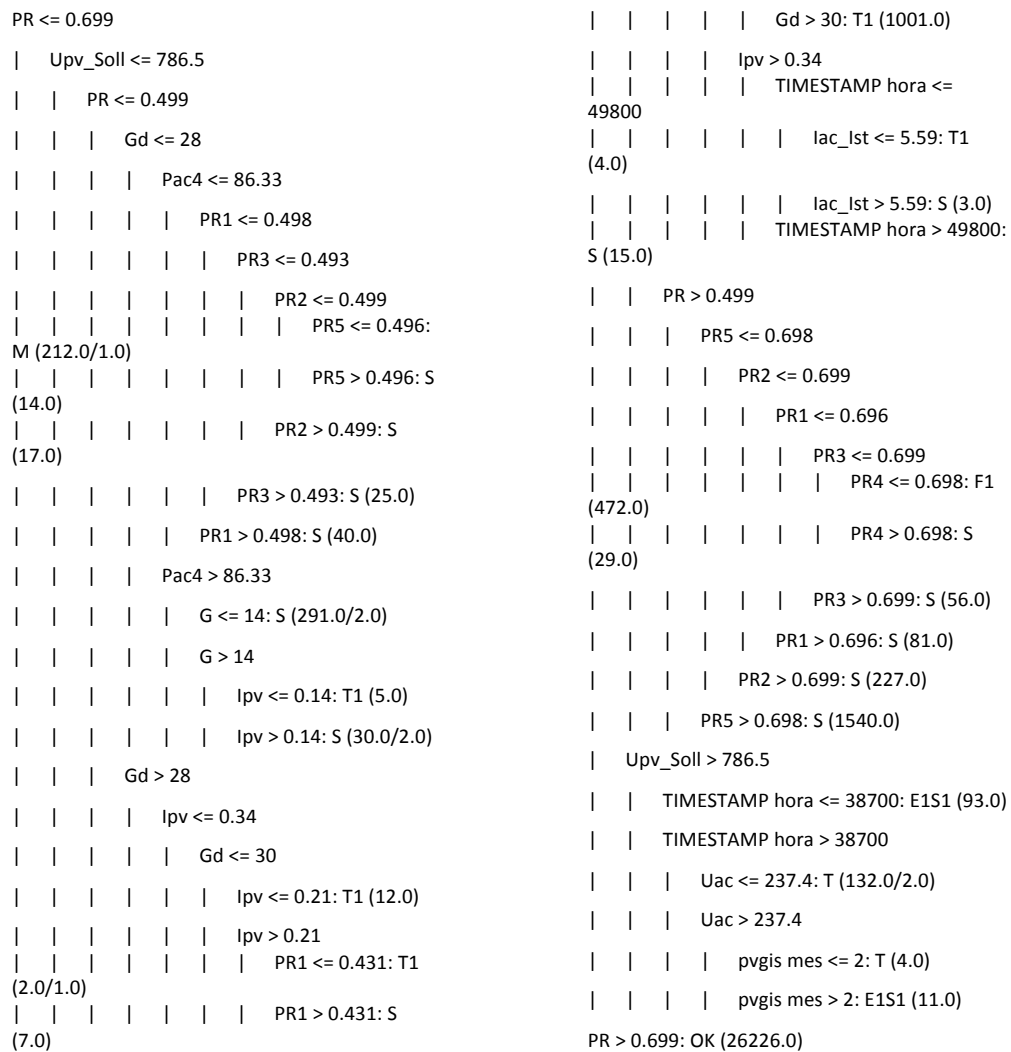 PR <= 0.699
|    Upv_Soll <= 786.5
|    |    PR <= 0.499
|    |    |    Gd <= 28
|    |    |    |    Pac4 <= 86.33
|    |    |    |    |    PR1 <= 0.498
|    |    |    |    |    |    PR3 <= 0.493
|    |    |    |    |    |    |    PR2 <= 0.499
|    |    |    |    |    |    |    |    PR5 <= 0.496:
M (212.0/1.0)
|    |    |    |    |    |    |    |    PR5 > 0.496: S
(14.0)
|    |    |    |    |    |    |    PR2 > 0.499: S
(17.0)
|    |    |    |    |    |    PR3 > 0.493: S (25.0)
|    |    |    |    |    PR1 > 0.498: S (40.0)
|    |    |    |    Pac4 > 86.33
|    |    |    |    |    G <= 14: S (291.0/2.0)
|    |    |    |    |    G > 14
|    |    |    |    |    |    Ipv <= 0.14: T1 (5.0)
|    |    |    |    |    |    Ipv > 0.14: S (30.0/2.0)
|    |    |    Gd > 28
|    |    |    |    Ipv <= 0.34
|    |    |    |    |    Gd <= 30
|    |    |    |    |    |    Ipv <= 0.21: T1 (12.0)
|    |    |    |    |    |    Ipv > 0.21
|    |    |    |    |    |    |    PR1 <= 0.431: T1
(2.0/1.0)
|    |    |    |    |    |    |    PR1 > 0.431: S
(7.0)
|    |    |    |    |    Gd > 30: T1 (1001.0)
|    |    |    |    Ipv > 0.34
|    |    |    |    |    TIMESTAMP hora <=
49800
|    |    |    |    |    |    Iac_Ist <= 5.59: T1
(4.0)
|    |    |    |    |    |    Iac_Ist > 5.59: S (3.0)
|    |    |    |    |    TIMESTAMP hora > 49800:
S (15.0)
|    |    PR > 0.499
|    |    |    PR5 <= 0.698
|    |    |    |    PR2 <= 0.699
|    |    |    |    |    PR1 <= 0.696
|    |    |    |    |    |    PR3 <= 0.699
|    |    |    |    |    |    |    PR4 <= 0.698: F1
(472.0)
|    |    |    |    |    |    |    PR4 > 0.698: S
(29.0)
|    |    |    |    |    |    PR3 > 0.699: S (56.0)
|    |    |    |    |    PR1 > 0.696: S (81.0)
|    |    |    |    PR2 > 0.699: S (227.0)
|    |    |    PR5 > 0.698: S (1540.0)
|    Upv_Soll > 786.5
|    |    TIMESTAMP hora <= 38700: E1S1 (93.0)
|    |    TIMESTAMP hora > 38700
|    |    |    Uac <= 237.4: T (132.0/2.0)
|    |    |    Uac > 237.4
|    |    |    |    pvgis mes <= 2: T (4.0)
|    |    |    |    pvgis mes > 2: E1S1 (11.0)
PR > 0.699: OK (26226.0)